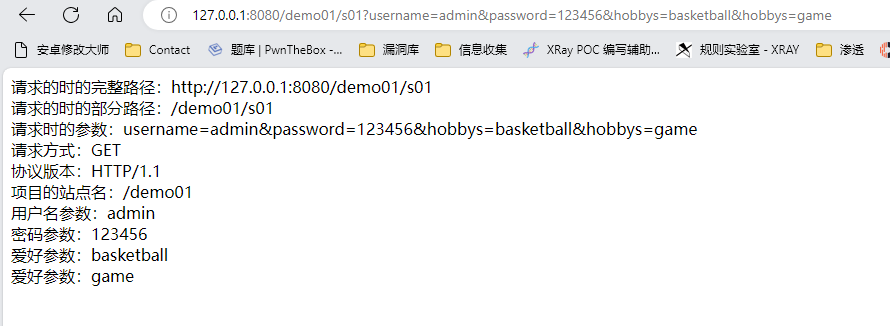 127.0.0.1:8080/demo01/s01?username=admin&password=123456&hobbys=basketball&hobbys=game
安卓修改大师 Contact 题库 | PwnTheBox -... 漏洞库 信息收集 XRay POC 编写辅助... 规则实验室 - XRAY 渗透
请求的时的完整路径：http://127.0.0.1:8080/demo01/s01
请求的时的部分路径：/demo01/s01
请求时的参数：username=admin&password=123456&hobbys=basketball&hobbys=game
请求方式：GET
协议版本：HTTP/1.1
项目的站点名：/demo01
用户名参数：admin
密码参数：123456
爱好参数：basketball
爱好参数：game